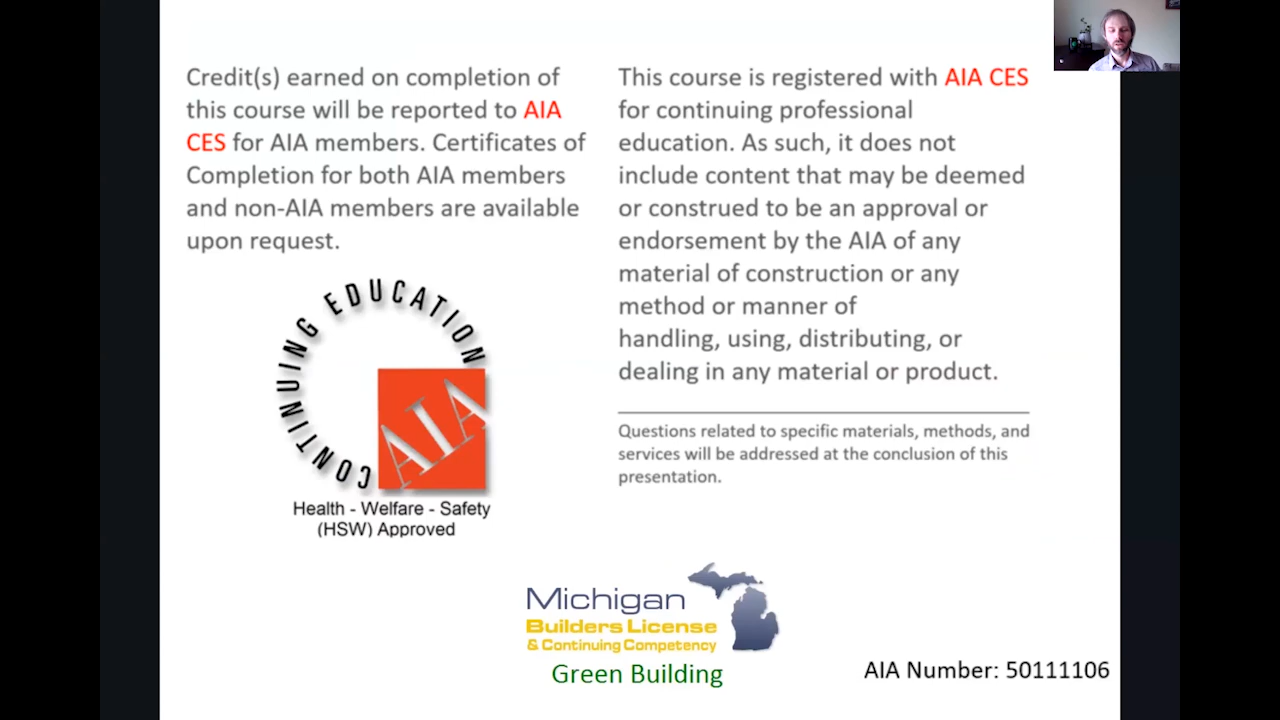 Credit(s) earned on completion of
this course will be reported to AIA
CES for AIA members. Certificates of
Completion for both AIA members
and non-AIA members are available
upon request.
CONTINUING EDUCATION
AIA
Health - Welfare - Safety
(HSW) Approved
This course is registered with AIA CES
for continuing professional
education. As such, it does not
include content that may be deemed
or construed to be an approval or
endorsement by the AIA of any
material of construction or any
method or manner of
handling, using, distributing, or
dealing in any material or product.
Questions related to specific materials, methods, and
services will be addressed at the conclusion of this
presentation.
Michigan
Builders License
& Continuing Competency
Green Building
AIA Number: 50111106